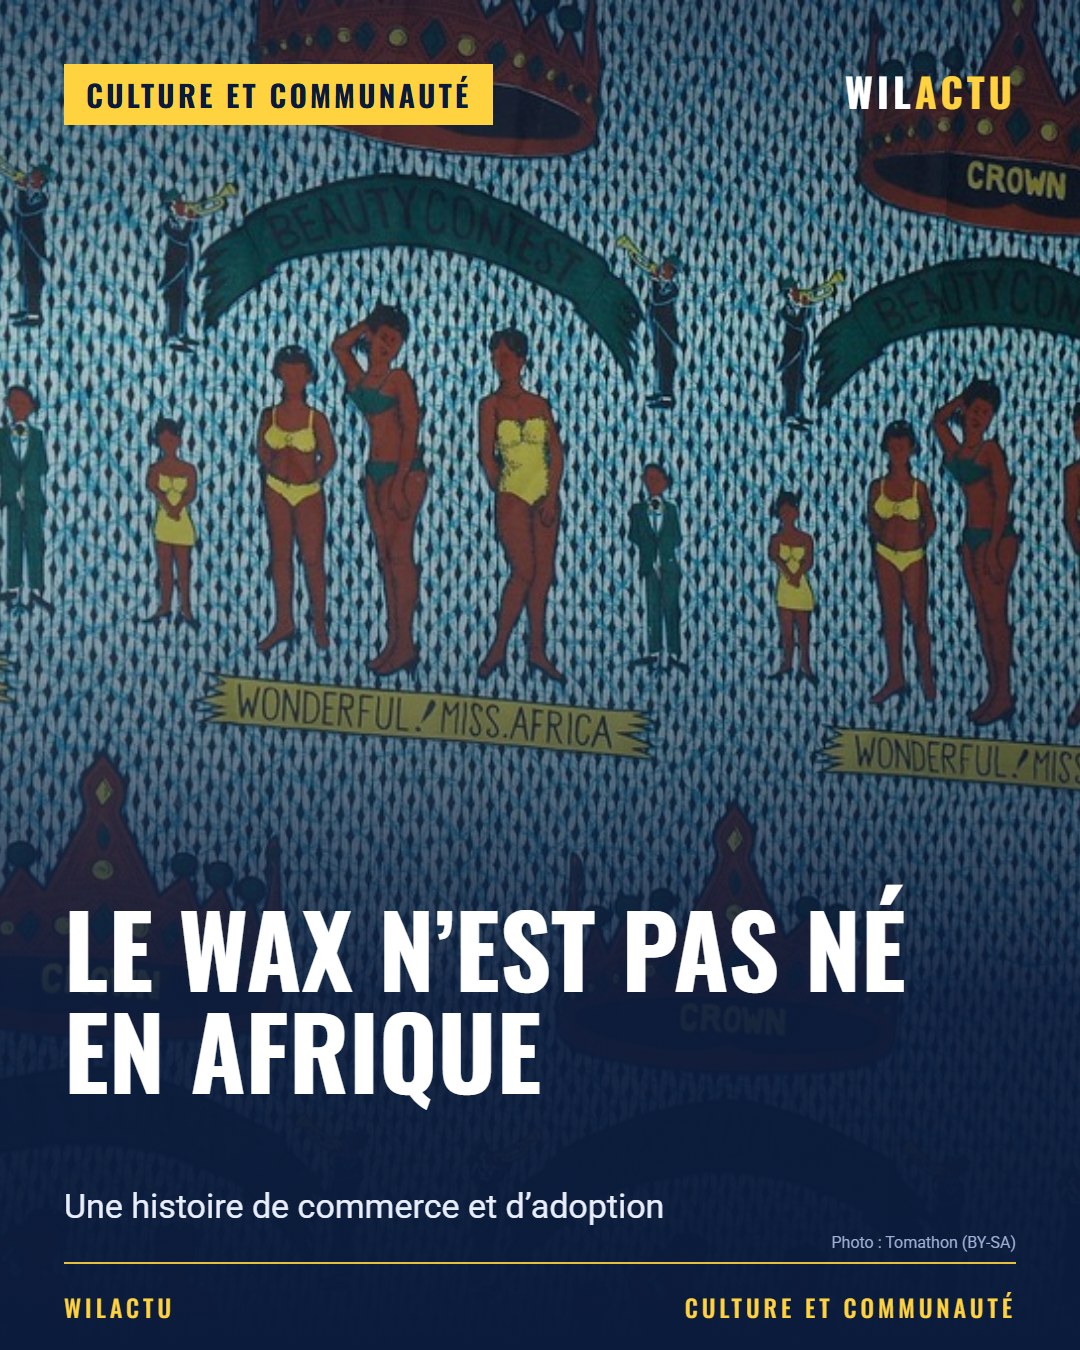 CULTURE ET COMMUNAUTÉ
WILACTU
CROWN
BEAUTY CONTEST
BEAUTY CON
WONDERFUL! MISS.AFRICA
WONDERFUL! MISS
CROWN
CROWN
LE WAX N’EST PAS NÉ
EN AFRIQUE
Une histoire de commerce et d’adoption
Photo : Tomathon (BY-SA)
WILACTU
CULTURE ET COMMUNAUTÉ